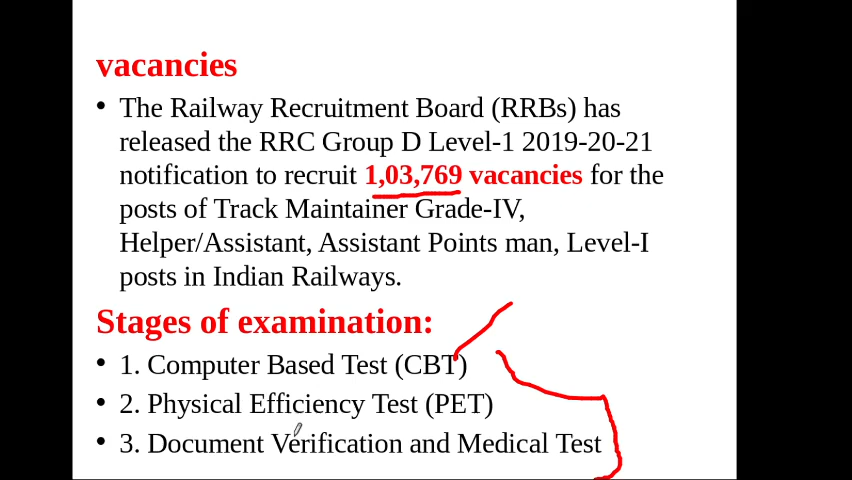 vacancies
• The Railway Recruitment Board (RRBs) has
released the RRC Group D Level-1 2019-20-21
notification to recruit 1,03,769 vacancies for the
posts of Track Maintainer Grade-IV,
Helper/Assistant, Assistant Points man, Level-I
posts in Indian Railways.
Stages of examination:
• 1. Computer Based Test (CBT)
• 2. Physical Efficiency Test (PET)
• 3. Document Verification and Medical Test